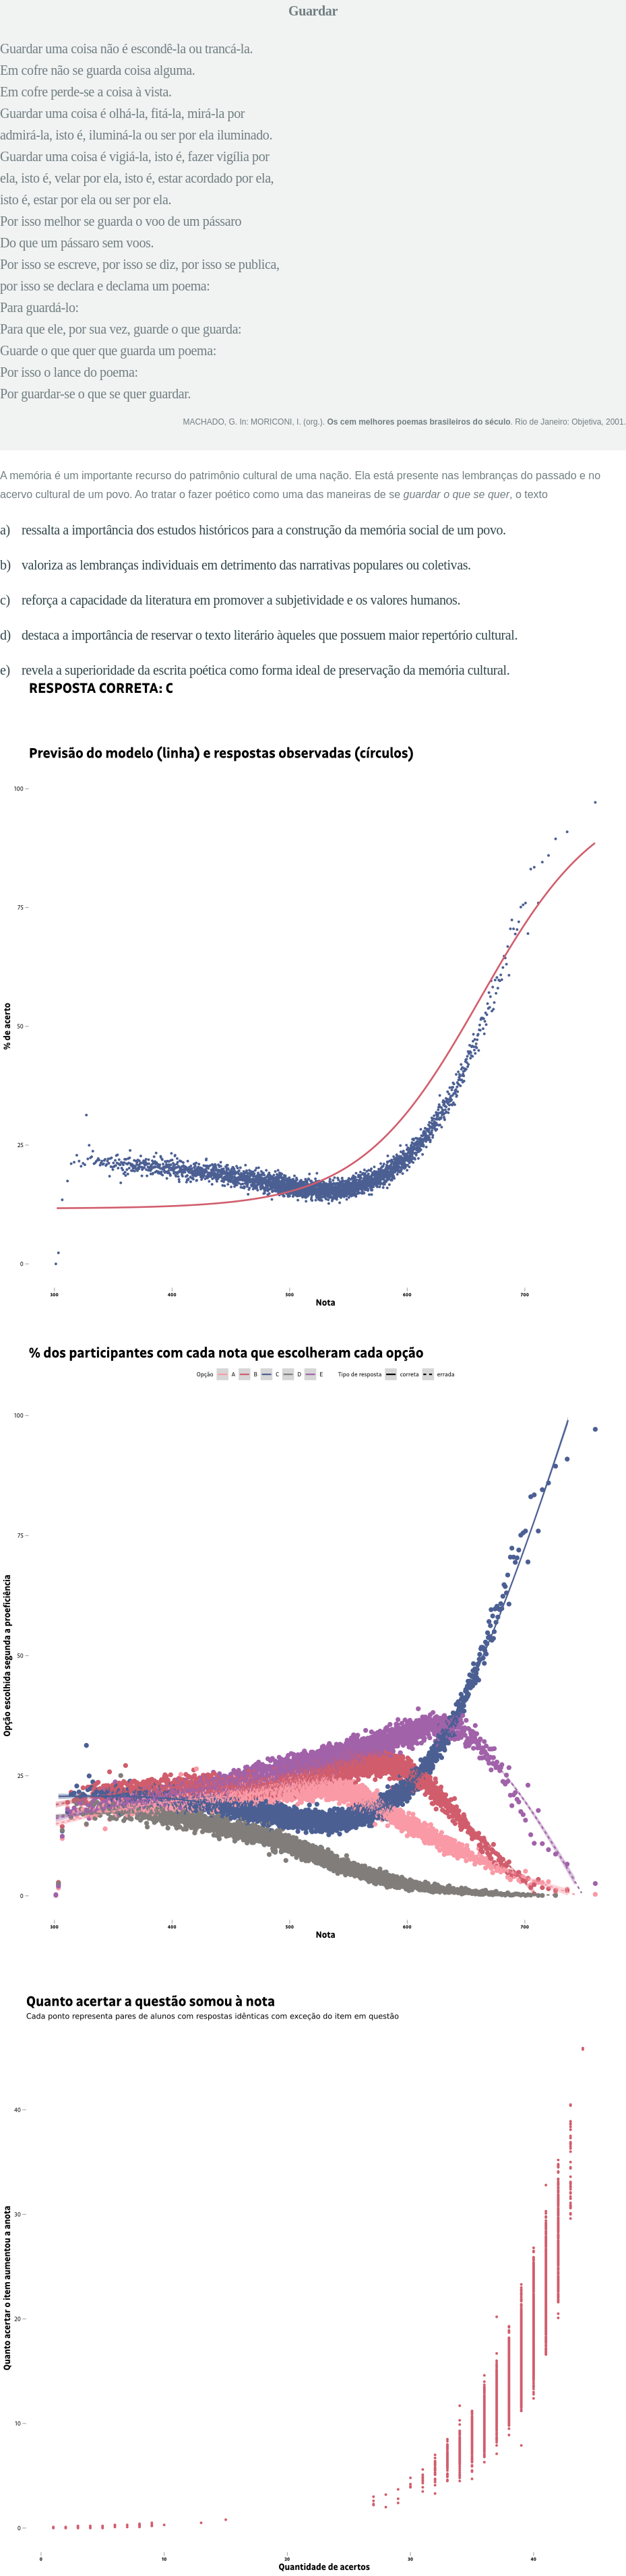 Guardar
Guardar uma coisa não é escondê-la ou trancá-la.
Em cofre não se guarda coisa alguma.
Em cofre perde-se a coisa à vista.
Guardar uma coisa é olhá-la, fitá-la, mirá-la por
admirá-la, isto é, iluminá-la ou ser por ela iluminado.
Guardar uma coisa é vigiá-la, isto é, fazer vigília por
ela, isto é, velar por ela, isto é, estar acordado por ela,
isto é, estar por ela ou ser por ela.
Por isso melhor se guarda o voo de um pássaro
Do que um pássaro sem voos.
Por isso se escreve, por isso se diz, por isso se publica,
por isso se declara e declama um poema:
Para guardá-lo:
Para que ele, por sua vez, guarde o que guarda:
Guarde o que quer que guarda um poema:
Por isso o lance do poema:
Por guardar-se o que se quer guardar.
MACHADO, G. In: MORICONI, I. (org.). Os cem melhores poemas brasileiros do século. Rio de Janeiro: Objetiva, 2001.
A memória é um importante recurso do patrimônio cultural de uma nação. Ela está presente nas lembranças do passado e no
acervo cultural de um povo. Ao tratar o fazer poético como uma das maneiras de se guardar o que se quer, o texto
a) ressalta a importância dos estudos históricos para a construção da memória social de um povo.
b) valoriza as lembranças individuais em detrimento das narrativas populares ou coletivas.
c) reforça a capacidade da literatura em promover a subjetividade e os valores humanos.
d) destaca a importância de reservar o texto literário àqueles que possuem maior repertório cultural.
e) revela a superioridade da escrita poética como forma ideal de preservação da memória cultural.
RESPOSTA CORRETA: C
Previsão do modelo (linha) e respostas observadas (círculos)
100
75
% de acerto
50
25
0
300 400 500 600 700
Nota
% dos participantes com cada nota que escolheram cada opção
Opção A B C D E Tipo de resposta correta errada
100
75
Opção escolhida segunda a proeficiência
50
25
0
300 400 500 600 700
Nota
Quanto acertar a questão somou à nota
Cada ponto representa pares de alunos com respostas idênticas com exceção do item em questão
40
30
Quanto acertar o item aumentou a anota
20
10
0
0 10 20 30 40
Quantidade de acertos